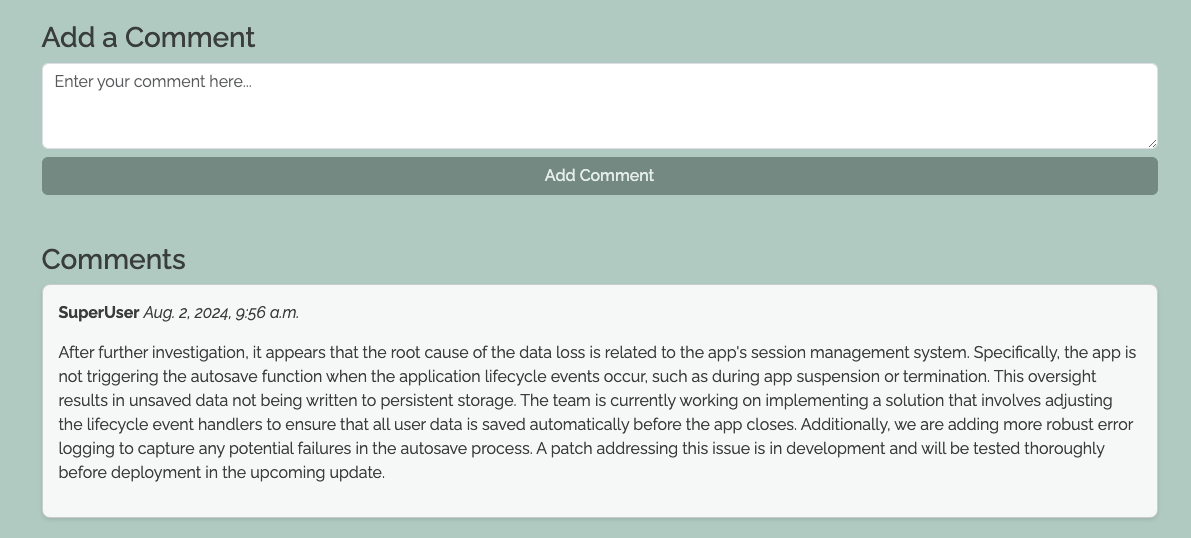 Add a Comment
Enter your comment here...
Add Comment
Comments
SuperUser Aug. 2, 2024, 9:56 a.m.
After further investigation, it appears that the root cause of the data loss is related to the app's session management system. Specifically, the app is
not triggering the autosave function when the application lifecycle events occur, such as during app suspension or termination. This oversight
results in unsaved data not being written to persistent storage. The team is currently working on implementing a solution that involves adjusting
the lifecycle event handlers to ensure that all user data is saved automatically before the app closes. Additionally, we are adding more robust error
logging to capture any potential failures in the autosave process. A patch addressing this issue is in development and will be tested thoroughly
before deployment in the upcoming update.